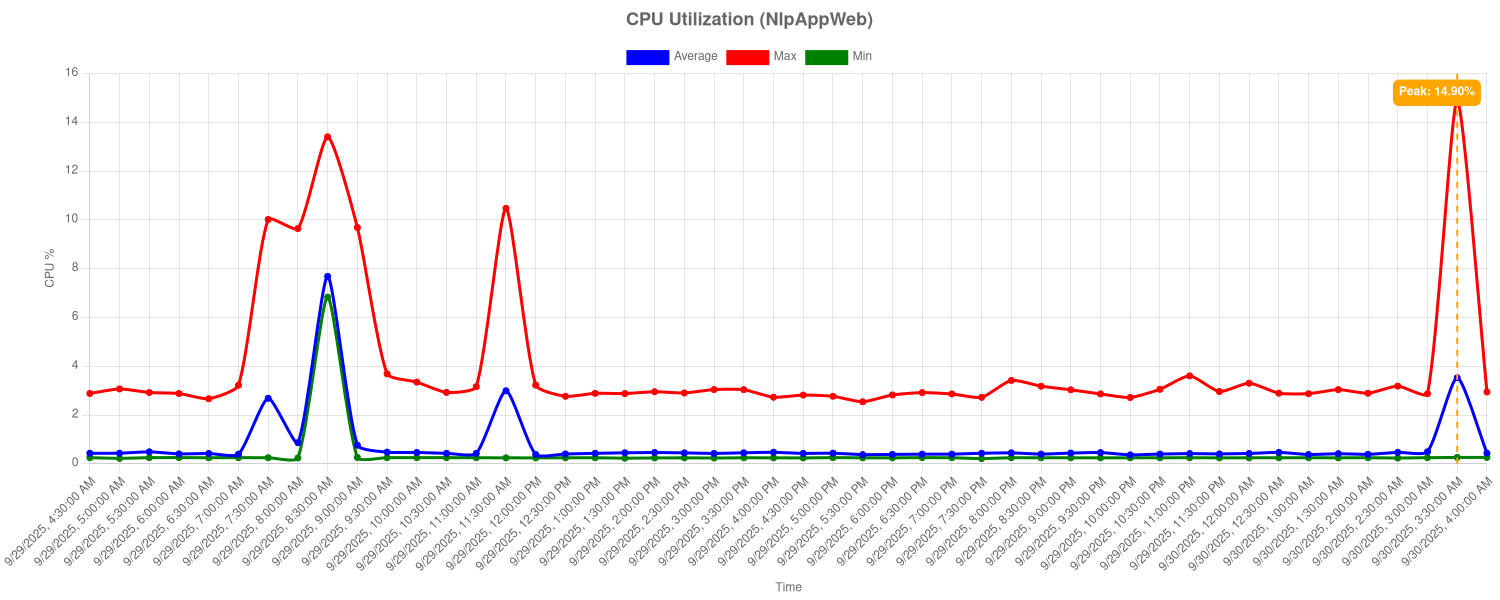 CPU Utilization (NlpAppWeb)
Average Max Min
16
Peak: 14.90%
14
12
10
8
6
4
2
0
CPU %
9/29/2025, 4:30:00 AM
9/29/2025, 5:00:00 AM
9/29/2025, 5:30:00 AM
9/29/2025, 6:00:00 AM
9/29/2025, 6:30:00 AM
9/29/2025, 7:00:00 AM
9/29/2025, 7:30:00 AM
9/29/2025, 8:00:00 AM
9/29/2025, 8:30:00 AM
9/29/2025, 9:00:00 AM
9/29/2025, 9:30:00 AM
9/29/2025, 10:00:00 AM
9/29/2025, 10:30:00 AM
9/29/2025, 11:00:00 AM
9/29/2025, 11:30:00 AM
9/29/2025, 12:00:00 PM
9/29/2025, 12:30:00 PM
9/29/2025, 1:00:00 PM
9/29/2025, 1:30:00 PM
9/29/2025, 2:00:00 PM
9/29/2025, 2:30:00 PM
9/29/2025, 3:00:00 PM
9/29/2025, 3:30:00 PM
9/29/2025, 4:00:00 PM
9/29/2025, 4:30:00 PM
9/29/2025, 5:00:00 PM
9/29/2025, 5:30:00 PM
9/29/2025, 6:00:00 PM
9/29/2025, 6:30:00 PM
9/29/2025, 7:00:00 PM
9/29/2025, 7:30:00 PM
9/29/2025, 8:00:00 PM
9/29/2025, 8:30:00 PM
9/29/2025, 9:00:00 PM
9/29/2025, 9:30:00 PM
9/29/2025, 10:00:00 PM
9/29/2025, 10:30:00 PM
9/29/2025, 11:00:00 PM
9/29/2025, 11:30:00 PM
9/30/2025, 12:00:00 AM
9/30/2025, 12:30:00 AM
9/30/2025, 1:00:00 AM
9/30/2025, 1:30:00 AM
9/30/2025, 2:00:00 AM
9/30/2025, 2:30:00 AM
9/30/2025, 3:00:00 AM
9/30/2025, 3:30:00 AM
9/30/2025, 4:00:00 AM
Time